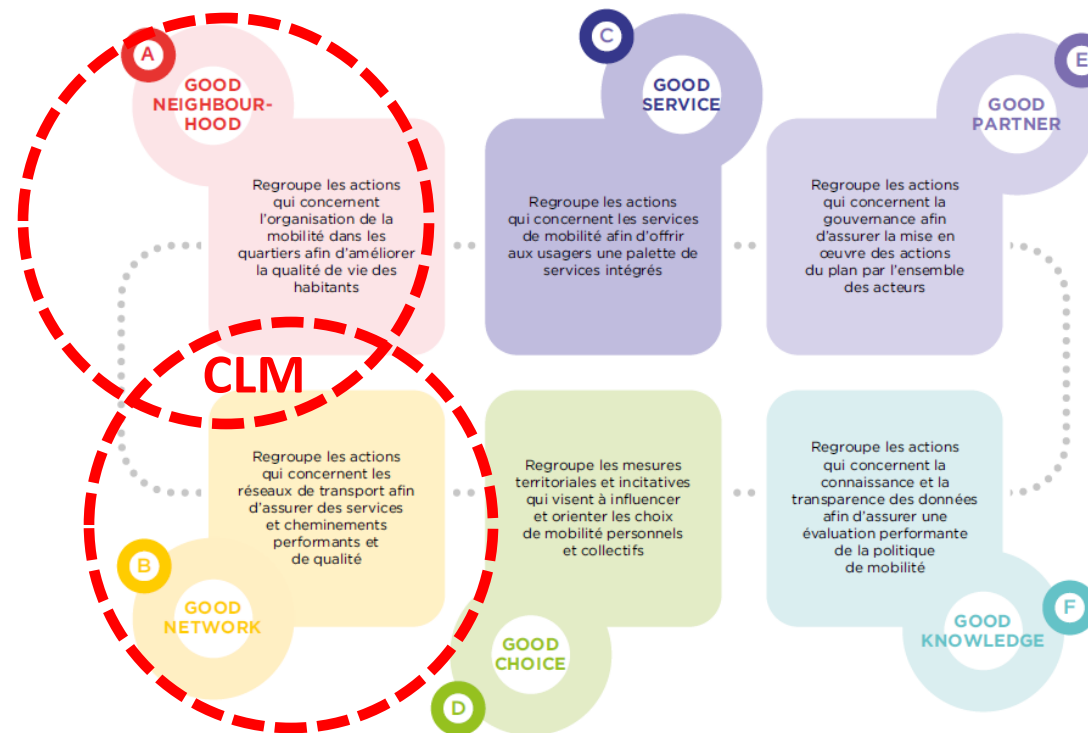 A
GOOD
NEIGHBOUR-
HOOD
Regroupe les actions
qui concernent
l'organisation de la
mobilité dans les
quartiers afin d'améliorer
la qualité de vie des
habitants
C
GOOD
SERVICE
Regroupe les actions
qui concernent les services
de mobilité afin d'offrir
aux usagers une palette de
services intégrés
E
GOOD
PARTNER
Regroupe les actions
qui concernent la
gouvernance afin
d'assurer la mise en
œuvre des actions
du plan par l'ensemble
des acteurs
CLM
Regroupe les actions
qui concernent les
réseaux de transport afin
d'assurer des services
et cheminements
performants et
de qualité
B
GOOD
NETWORK
Regroupe les mesures
territoriales et incitatives
qui visent à influencer
et orienter les choix
de mobilité personnels
et collectifs
GOOD
CHOICE
D
Regroupe les actions
qui concernent la
connaissance et la
transparence des données
afin d'assurer une
évaluation performante
de la politique
de mobilité
F
GOOD
KNOWLEDGE